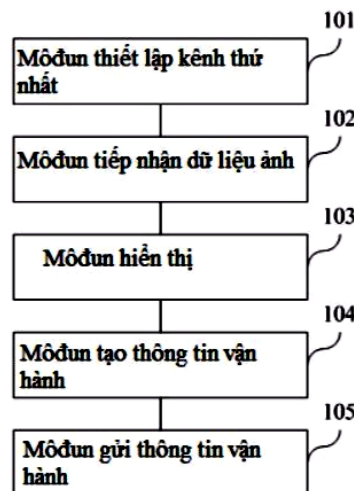 101
Môđun thiết lập kênh thứ
nhất
102
Môđun tiếp nhận dữ liệu ảnh
103
Môđun hiển thị
104
Môđun tạo thông tin vận
hành
105
Môđun gửi thông tin vận
hành